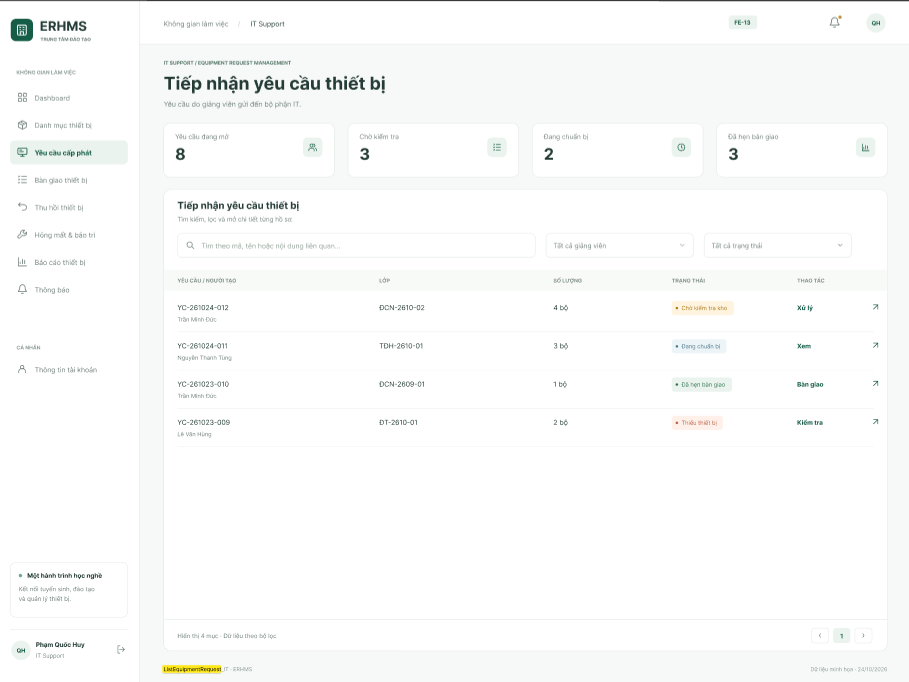 ERHMS
TRUNG TÂM ĐÀO TẠO
KHÔNG GIAN LÀM VIỆC
Dashboard
Danh mục thiết bị
Yêu cầu cấp phát
Bàn giao thiết bị
Thu hồi thiết bị
Hỏng mất & bảo trì
Báo cáo thiết bị
Thông báo
CÁ NHÂN
Thông tin tài khoản
Một hành trình học nghề
Kết nối tuyển sinh, đào tạo
và quản lý thiết bị.
QH
Phạm Quốc Huy
IT Support
Không gian làm việc / IT Support
FE-13
QH
IT SUPPORT / EQUIPMENT REQUEST MANAGEMENT
Tiếp nhận yêu cầu thiết bị
Yêu cầu do giảng viên gửi đến bộ phận IT.
Yêu cầu đang mở
8
Chờ kiểm tra
3
Đang chuẩn bị
2
Đã hẹn bàn giao
3
Tiếp nhận yêu cầu thiết bị
Tìm kiếm, lọc và mở chi tiết từng hồ sơ.
Tìm theo mã, tên hoặc nội dung liên quan...
Tất cả giảng viên
Tất cả trạng thái
YÊU CẦU / NGƯỜI TẠO LỚP SỐ LƯỢNG TRẠNG THÁI THAO TÁC
YC-261024-012 ĐCN-2610-02 4 bộ Chờ kiểm tra kho Xử lý
Trần Minh Đức
YC-261024-011 TĐH-2610-01 3 bộ Đang chuẩn bị Xem
Nguyễn Thanh Tùng
YC-261023-010 ĐCN-2609-01 1 bộ Đã hẹn bàn giao Bàn giao
Trần Minh Đức
YC-261023-009 ĐT-2610-01 2 bộ Thiếu thiết bị Kiểm tra
Lê Văn Hùng
Hiển thị 4 mục · Dữ liệu theo bộ lọc
‹ 1 ›
ListEquipmentRequest_IT · ERHMS
Dữ liệu minh họa · 24/10/2026